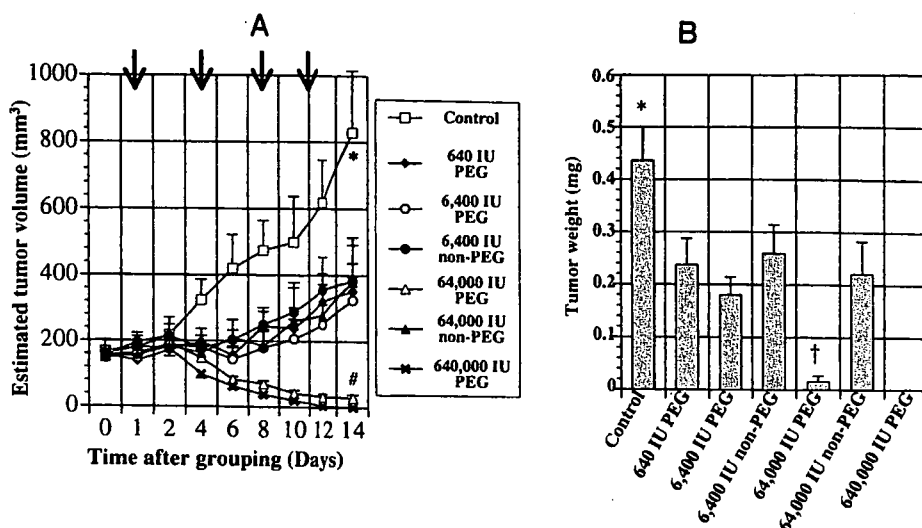 A
Estimated tumor volume (mm³)
1000
800
600
400
200
0
*
#
0 1 2 4 6 8 10 12 14
Time after grouping (Days)
Control
640 IU
PEG
6,400 IU
PEG
6,400 IU
non-PEG
64,000 IU
PEG
64,000 IU
non-PEG
640,000 IU
PEG
B
Tumor weight (mg)
0.6
0.5
0.4
0.3
0.2
0.1
0
*
†
Control
640 IU PEG
6,400 IU PEG
6,400 IU non-PEG
64,000 IU PEG
64,000 IU non-PEG
640,000 IU PEG